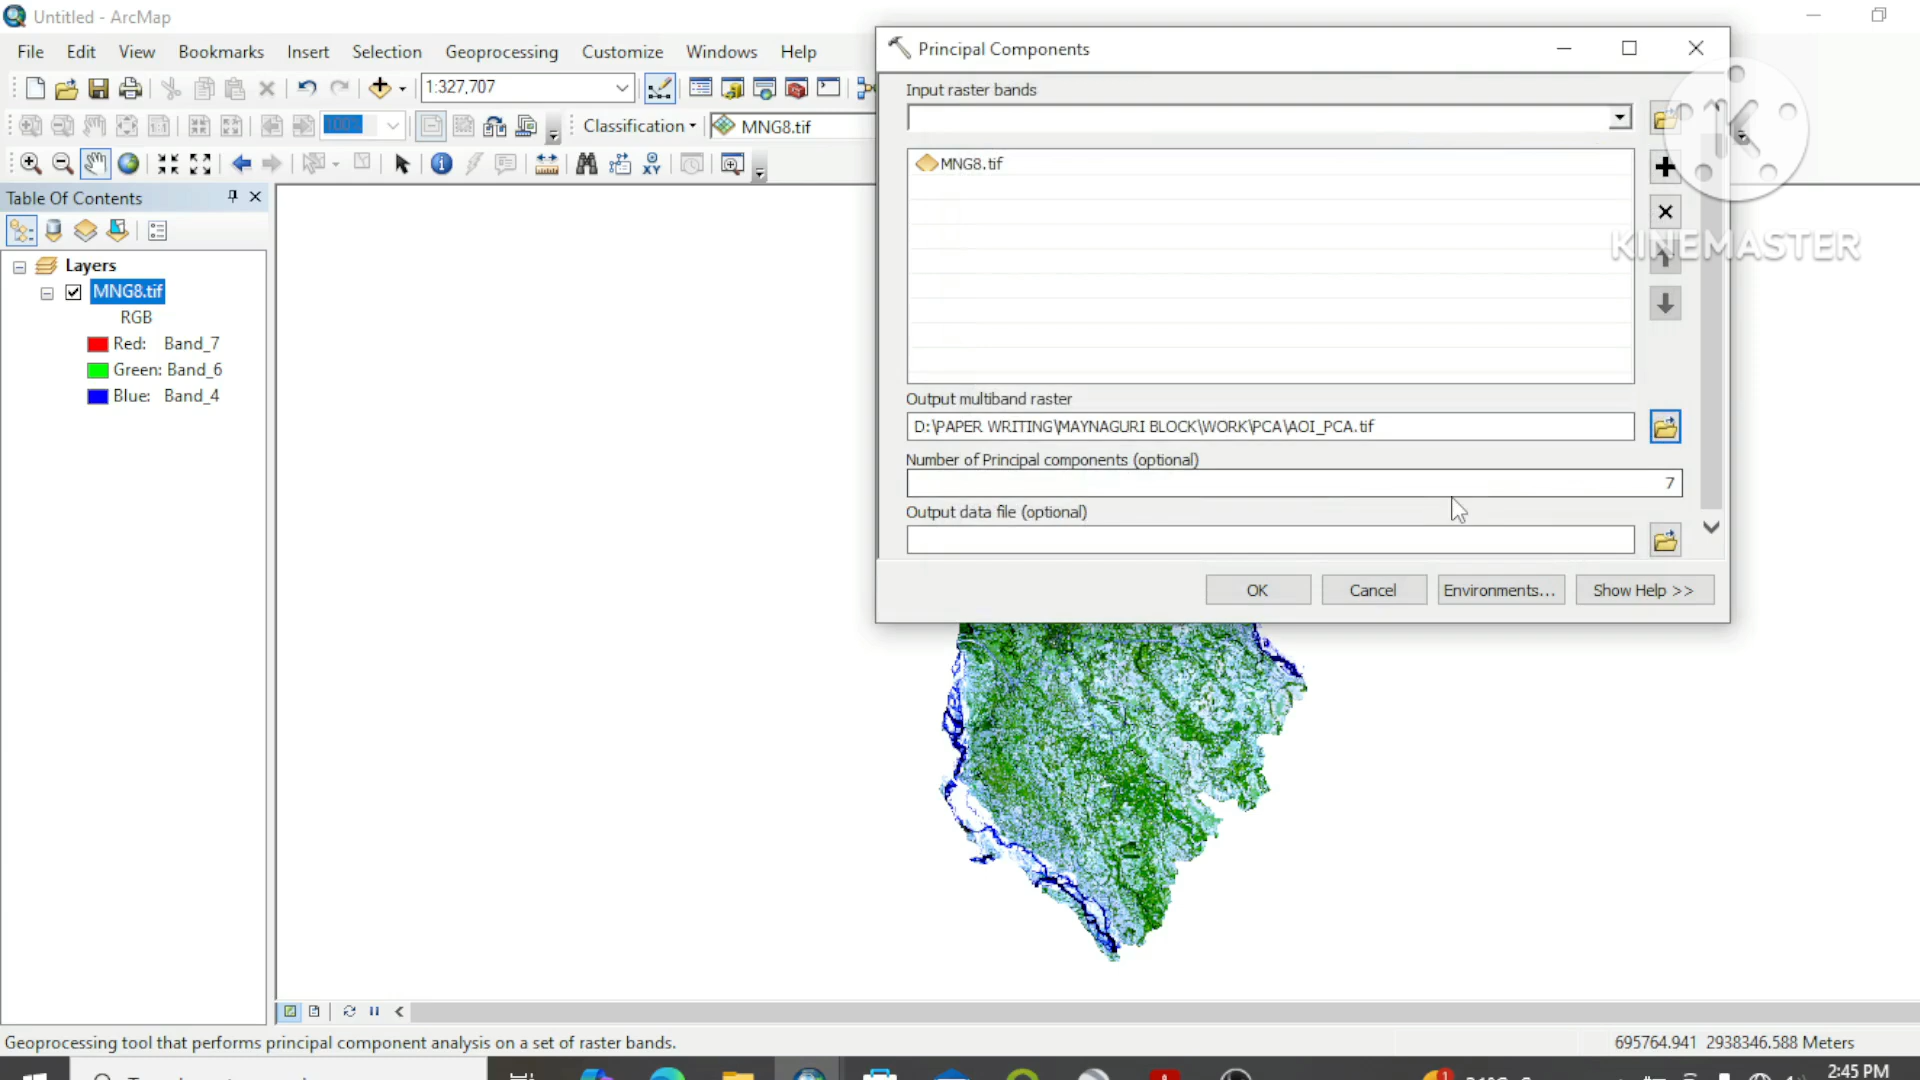 Untitled - ArcMap
File Edit View Bookmarks Insert Selection Geoprocessing Customize Windows Help
1:327,707
100%
Classification
MNG8.tif
Table Of Contents
Layers
MNG8.tif
RGB
Red: Band_7
Green: Band_6
Blue: Band_4
Principal Components
Input raster bands
MNG8.tif
KINEMASTER
Output multiband raster
D:\PAPER WRITING\MAYNAGURI BLOCK\WORK\PCA\AOI_PCA.tif
Number of Principal components (optional)
7
Output data file (optional)
OK Cancel Environments... Show Help >>
Geoprocessing tool that performs principal component analysis on a set of raster bands.
695764.941 2938346.588 Meters
2:45 PM